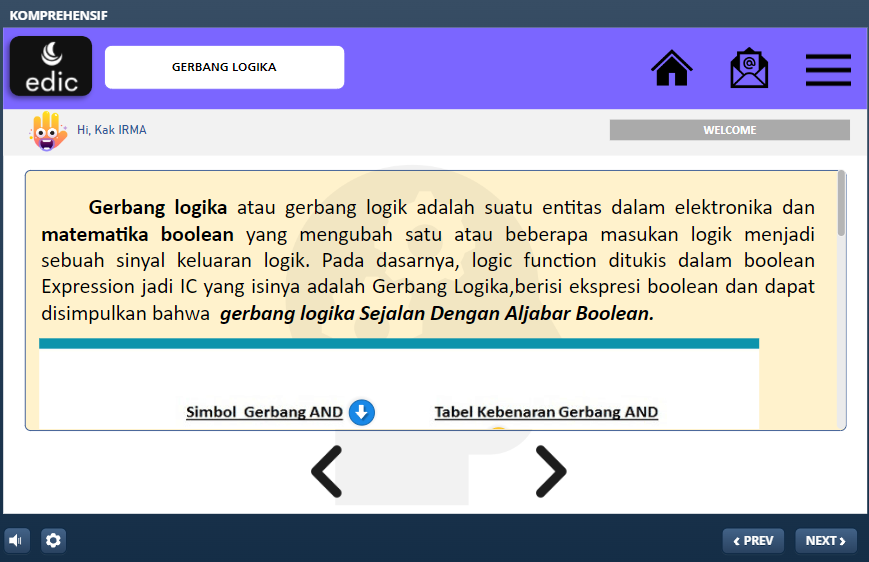 KOMPREHENSIF
edic
GERBANG LOGIKA
@
Hi, Kak IRMA
WELCOME
Gerbang logika atau gerbang logik adalah suatu entitas dalam elektronika dan
matematika boolean yang mengubah satu atau beberapa masukan logik menjadi
sebuah sinyal keluaran logik. Pada dasarnya, logic function ditukis dalam boolean
Expression jadi IC yang isinya adalah Gerbang Logika,berisi ekspresi boolean dan dapat
disimpulkan bahwa gerbang logika Sejalan Dengan Aljabar Boolean.
Simbol Gerbang AND
Tabel Kebenaran Gerbang AND
PREV
NEXT